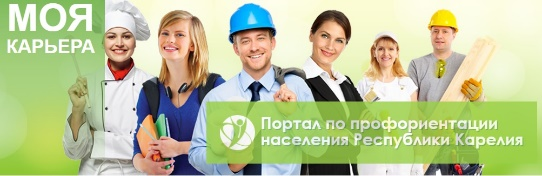 МОЯ
КАРЬЕРА
Портал по профориентации
населения Республики Карелия